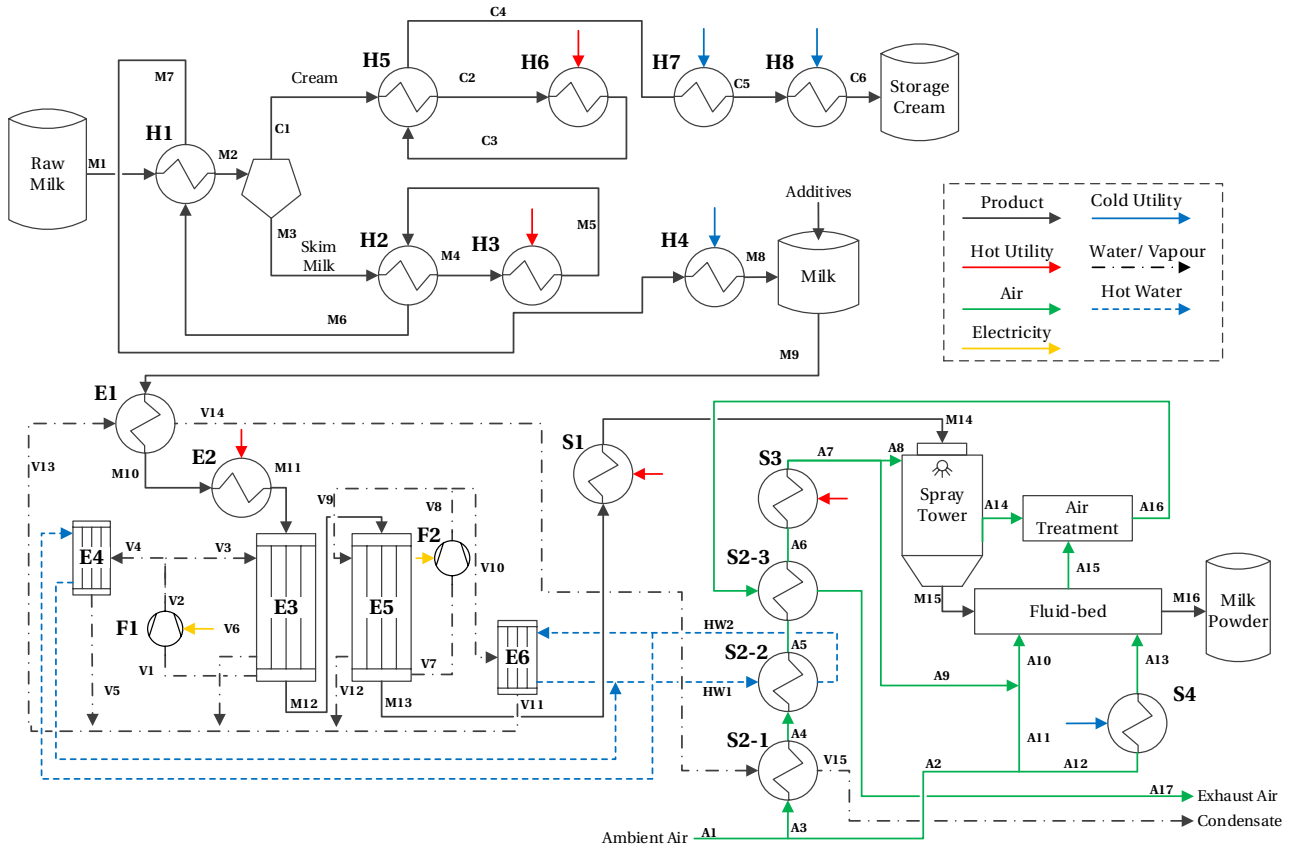 C4
H5
H6
H7
H8
M7
Cream
C2
C5
C6
Storage
Cream
H1
C1
C3
Raw
Milk
M1
M2
Additives
Product
Cold Utility
M3
Skim
Milk
H2
M4
H3
M5
H4
M8
Milk
Hot Utility
Water/ Vapour
Air
Hot Water
M6
Electricity
M9
E1
V14
S1
M14
V13
M10
E2
M11
S3
A7
A8
Spray
Tower
V9
V8
F2
A14
Air
Treatment
A16
E4
V4
V3
V2
E3
E5
V10
A6
S2-3
A15
M15
Fluid-bed
M16
Milk
Powder
F1
V6
V1
HW2
E6
A5
S2-2
A10
A13
V7
HW1
A9
V5
M12
V12
M13
V11
S4
A4
S2-1
A11
V15
A2
A12
A17
Exhaust Air
Condensate
Ambient Air
A1
A3